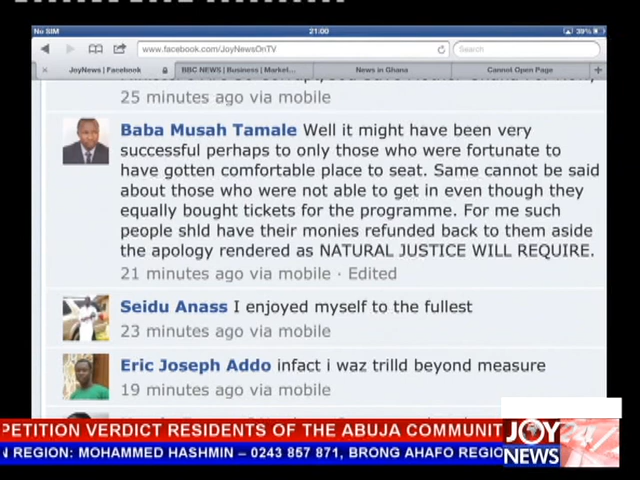 No SIM 21:00 39%
www.facebook.com/JoyNewsOnTV Search
JoyNews | Facebook BBC NEWS | Business | Market... News in Ghana Cannot Open Page
25 minutes ago via mobile
Baba Musah Tamale Well it might have been very
successful perhaps to only those who were fortunate to
have gotten comfortable place to seat. Same cannot be said
about those who were not able to get in even though they
equally bought tickets for the programme. For me such
people shld have their monies refunded back to them aside
the apology rendered as NATURAL JUSTICE WILL REQUIRE.
21 minutes ago via mobile · Edited
Seidu Anass I enjoyed myself to the fullest
23 minutes ago via mobile
Eric Joseph Addo infact i waz trilld beyond measure
19 minutes ago via mobile
PETITION VERDICT RESIDENTS OF THE ABUJA COMMUNIT
N REGION: MOHAMMED HASHMIN – 0243 857 871, BRONG AHAFO REGIO
JOY 24/7
NEWS